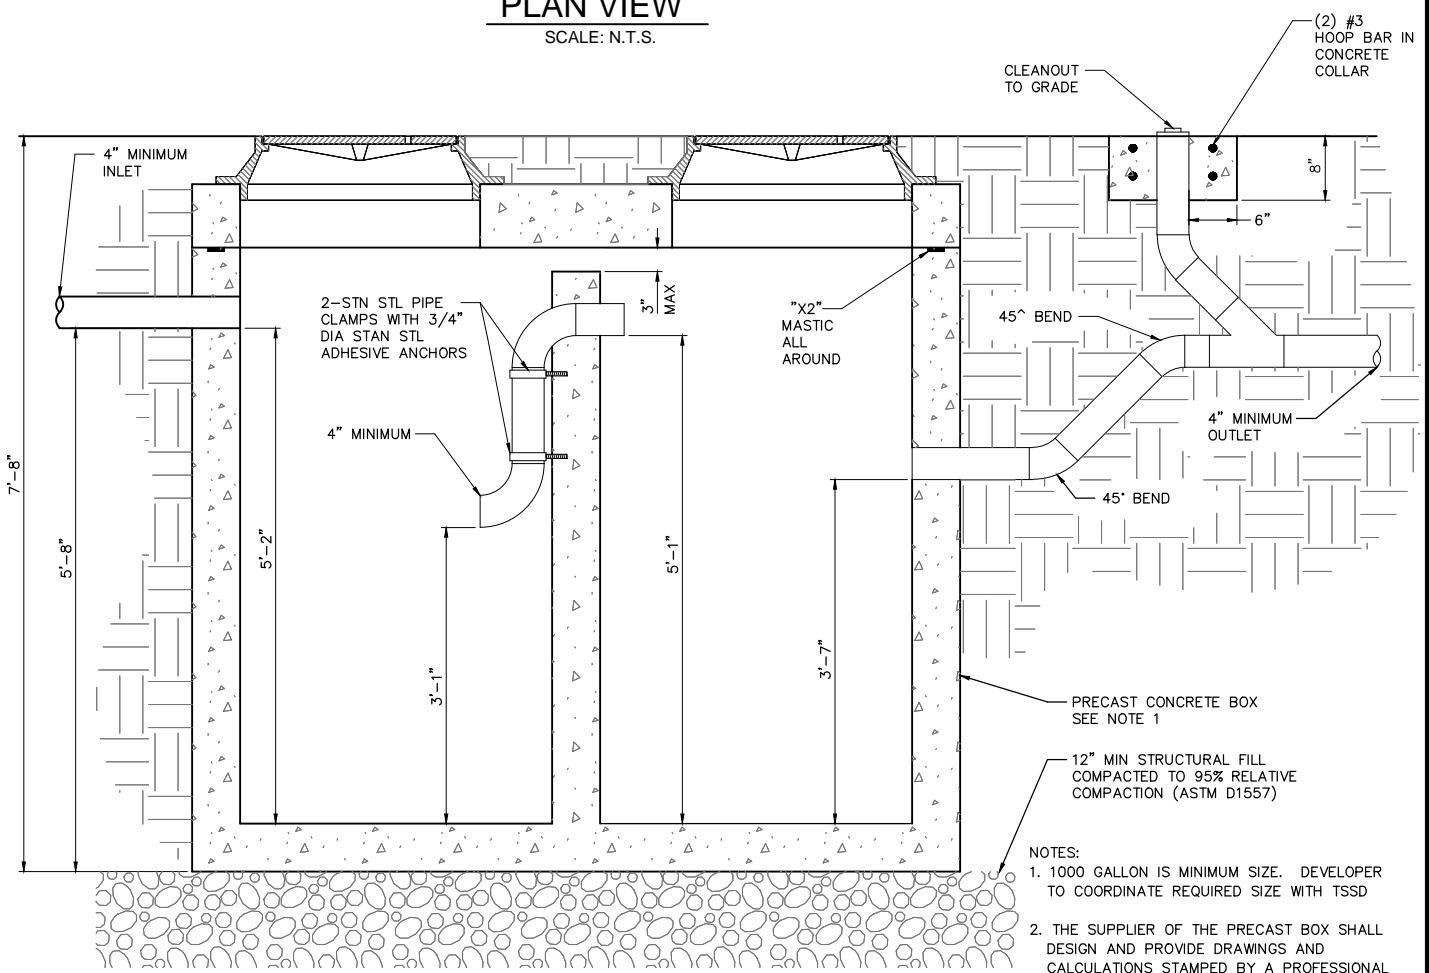 PLAN VIEW
SCALE: N.T.S.
(2) #3
HOOP BAR IN
CONCRETE
COLLAR
CLEANOUT
TO GRADE
4" MINIMUM
INLET
8"
6"
2-STN STL PIPE
CLAMPS WITH 3/4"
DIA STAN STL
ADHESIVE ANCHORS
3"
MAX
"X2"
MASTIC
ALL
AROUND
45^ BEND
4" MINIMUM
OUTLET
4" MINIMUM
45° BEND
7'-8"
5'-8"
5'-2"
3'-1"
5'-1"
3'-7"
PRECAST CONCRETE BOX
SEE NOTE 1
12" MIN STRUCTURAL FILL
COMPACTED TO 95% RELATIVE
COMPACTION (ASTM D1557)
NOTES:
1. 1000 GALLON IS MINIMUM SIZE. DEVELOPER
TO COORDINATE REQUIRED SIZE WITH TSSD
2. THE SUPPLIER OF THE PRECAST BOX SHALL
DESIGN AND PROVIDE DRAWINGS AND
CALCULATIONS STAMPED BY A PROFESSIONAL